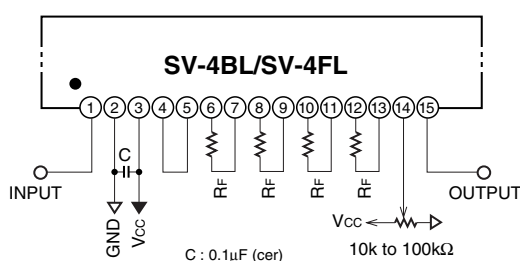 SV-4BL/SV-4FL
1 2 3 4 5 6 7 8 9 10 11 12 13 14 15
C
INPUT
GND
Vcc
RF
RF
RF
RF
OUTPUT
Vcc
10k to 100kΩ
C : 0.1μF (cer)